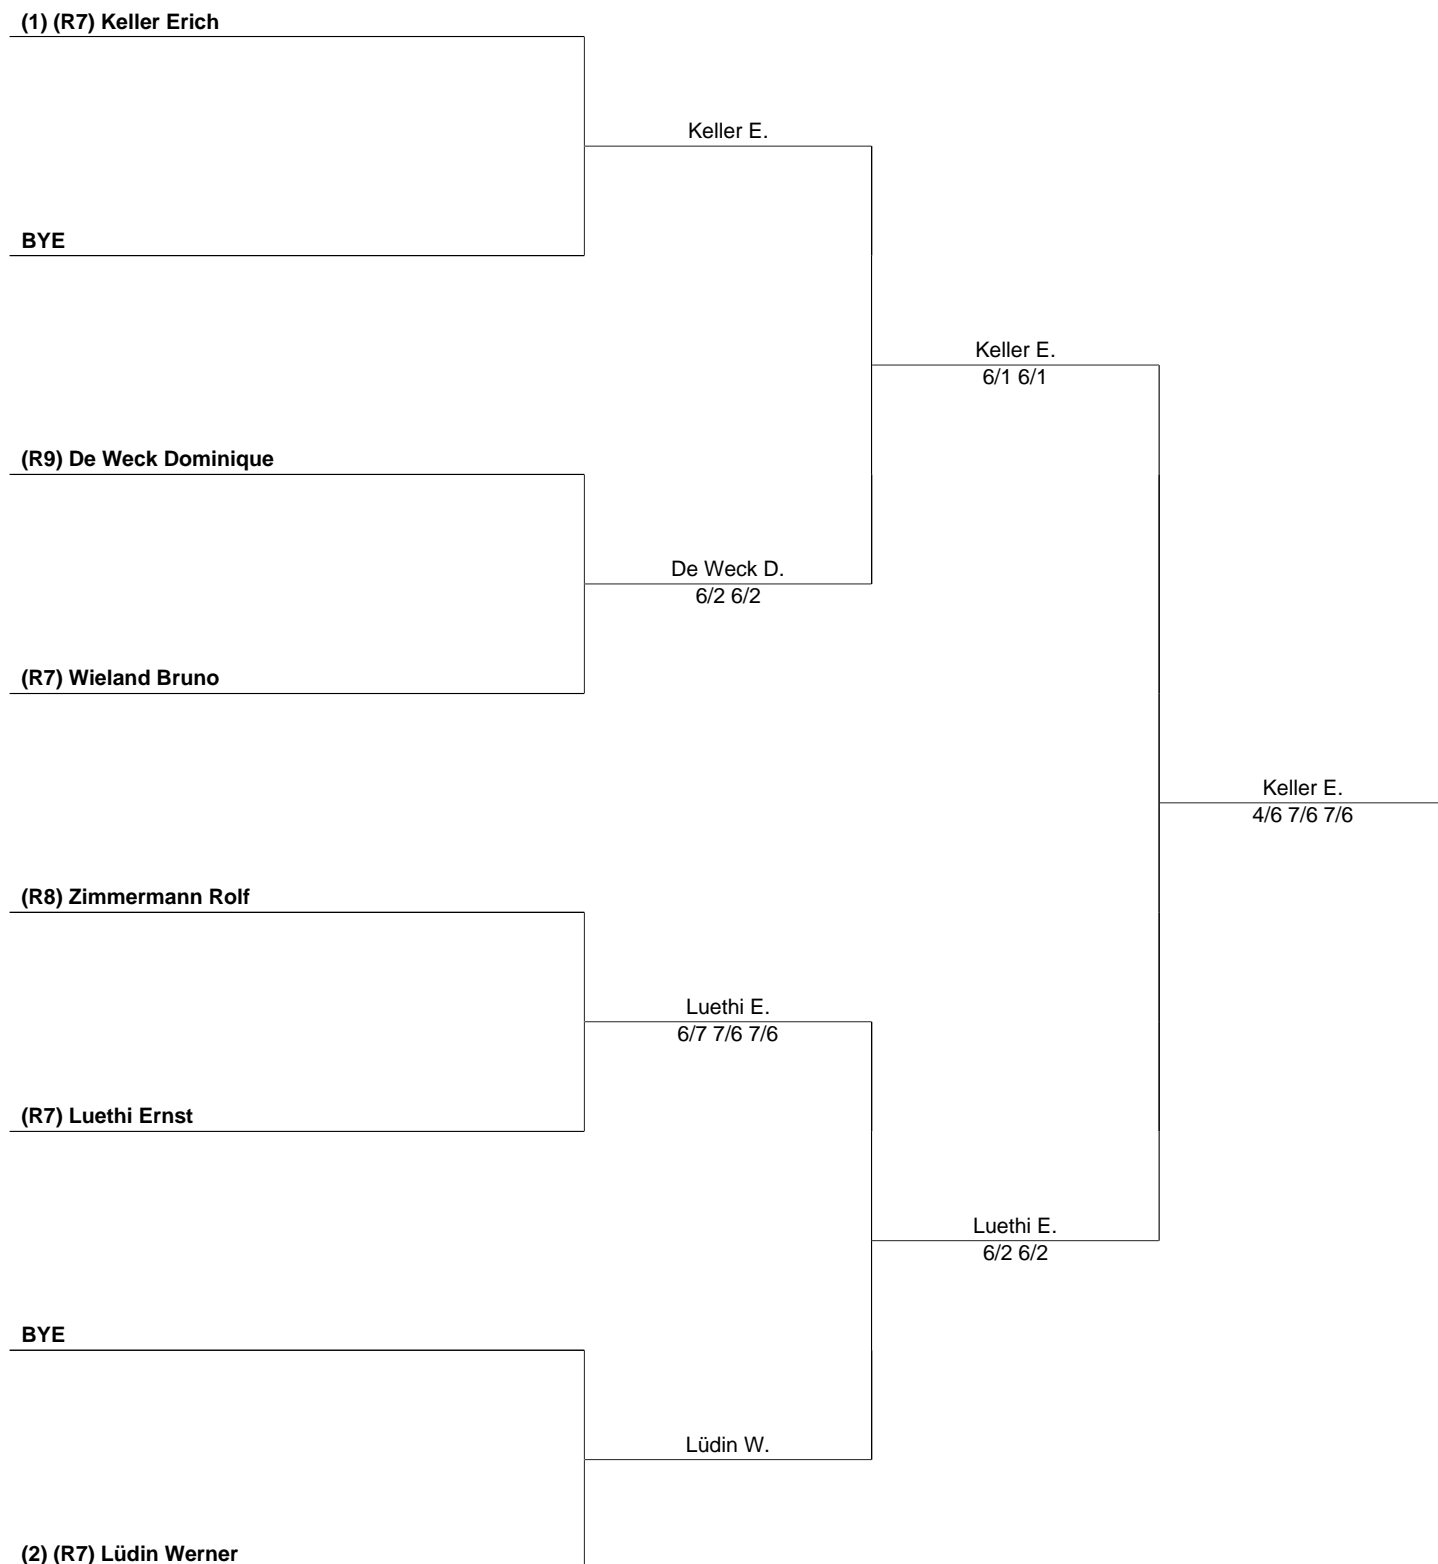 (1) (R7) Keller Erich
Keller E.
BYE
Keller E.
6/1 6/1
(R9) De Weck Dominique
De Weck D.
6/2 6/2
(R7) Wieland Bruno
Keller E.
4/6 7/6 7/6
(R8) Zimmermann Rolf
Luethi E.
6/7 7/6 7/6
(R7) Luethi Ernst
Luethi E.
6/2 6/2
BYE
Lüdin W.
(2) (R7) Lüdin Werner